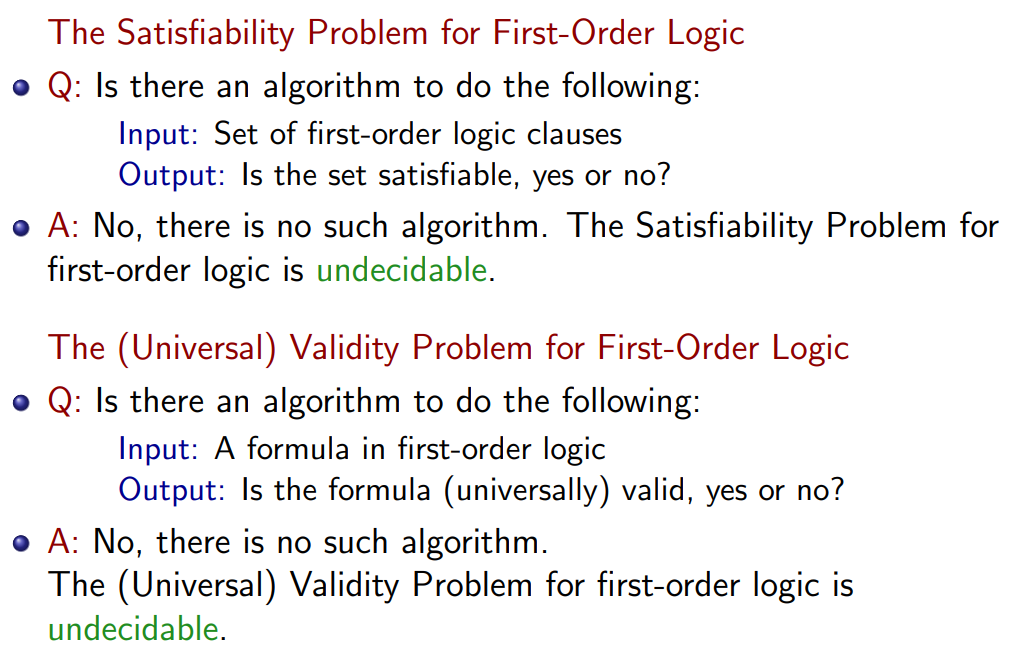 The Satisfiability Problem for First-Order Logic
Q: Is there an algorithm to do the following:
Input: Set of first-order logic clauses
Output: Is the set satisfiable, yes or no?
A: No, there is no such algorithm. The Satisfiability Problem for
first-order logic is undecidable.
The (Universal) Validity Problem for First-Order Logic
Q: Is there an algorithm to do the following:
Input: A formula in first-order logic
Output: Is the formula (universally) valid, yes or no?
A: No, there is no such algorithm.
The (Universal) Validity Problem for first-order logic is
undecidable.